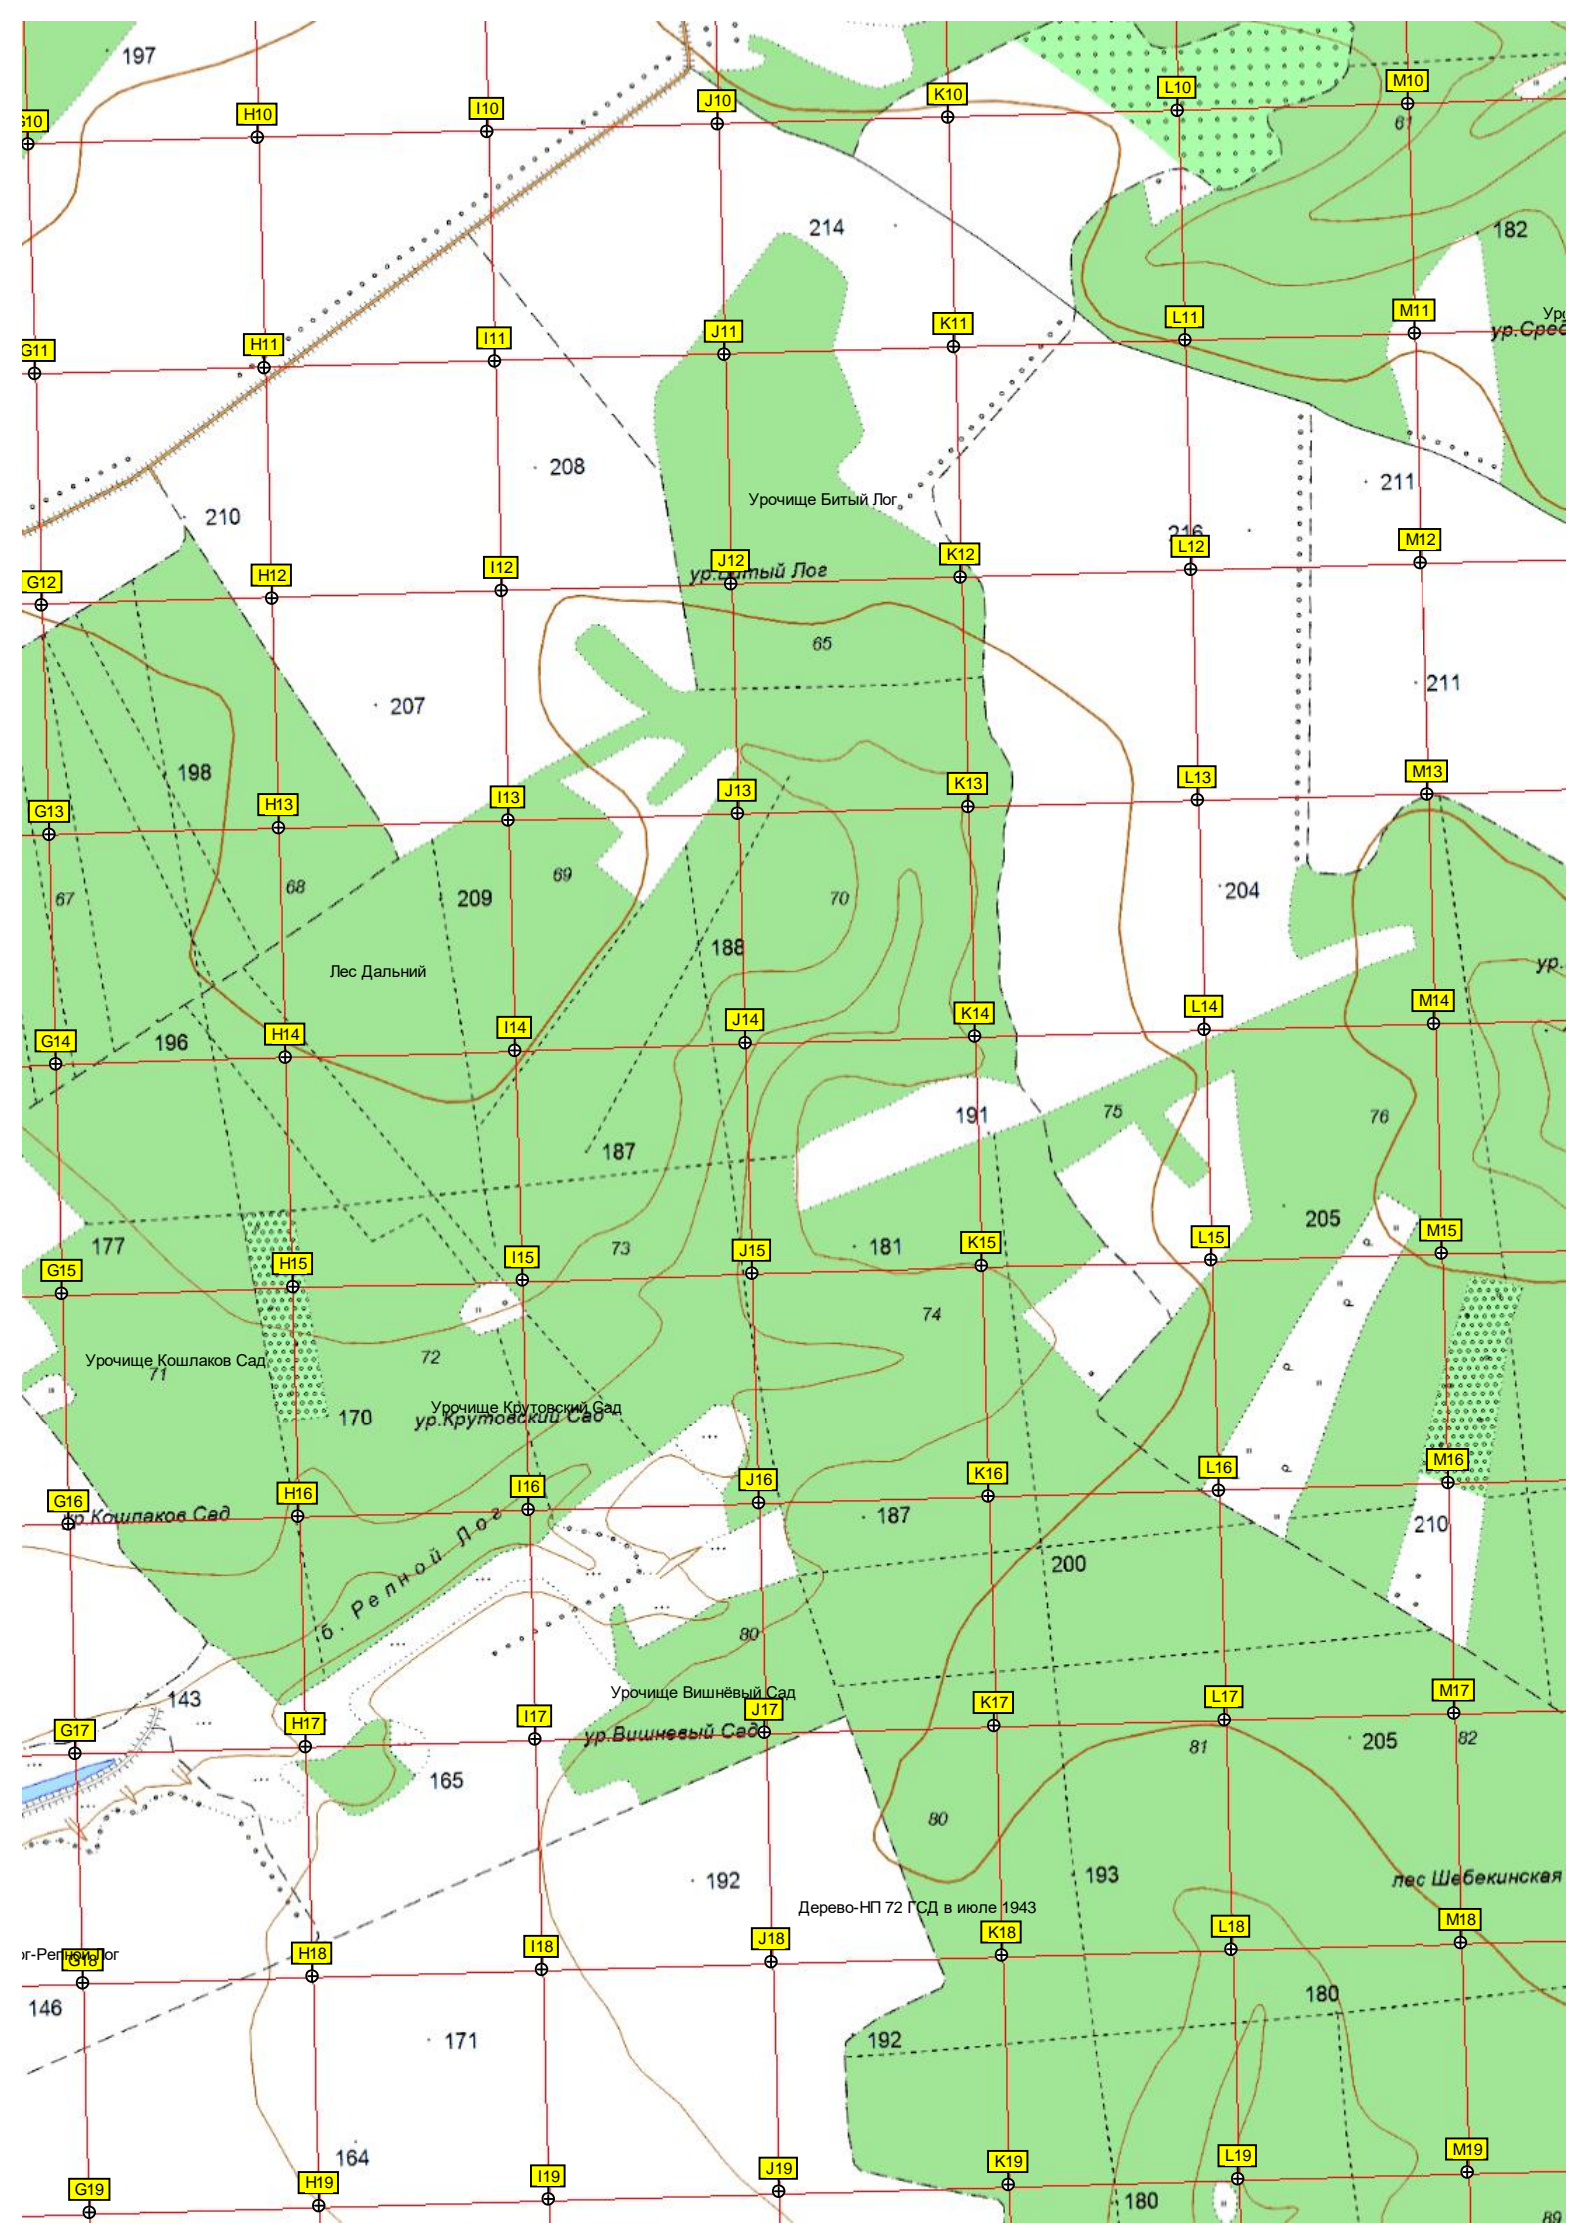 197
M10
L10
K10
J10
I10
H10
61
214
182
M11
ур.Сред
L11
K11
J11
I11
H11
G11
208
211
Урочище Битый Лог
210
216
M12
L12
K12
J12
ур.Битый Лог
I12
H12
G12
65
211
207
198
M13
L13
K13
J13
I13
H13
G13
69
68
67
209
70
204
188
Лес Дальний
ур.
M14
L14
K14
J14
I14
H14
G14
196
191
75
76
187
205
177
73
181
M15
L15
K15
J15
I15
H15
G15
74
72
Урочище Кошлаков Сад
71
170
Урочище Крутовский Сад
ур.Крутовский Сад
M16
L16
K16
J16
I16
H16
G16
ур.Кошлаков Сад
187
210
б. Репной Лог
200
80
143
Урочище Вишнёвый Сад
M17
L17
K17
J17
I17
H17
G17
ур.Вишневый Сад
81
205
82
165
80
192
193
лес Шебекинская
Дерево-НП 72 ГСД в июле 1943
M18
L18
K18
J18
I18
H18
G18
ог-Репной Лог
146
180
171
192
164
M19
L19
K19
J19
I19
H19
G19
180
89